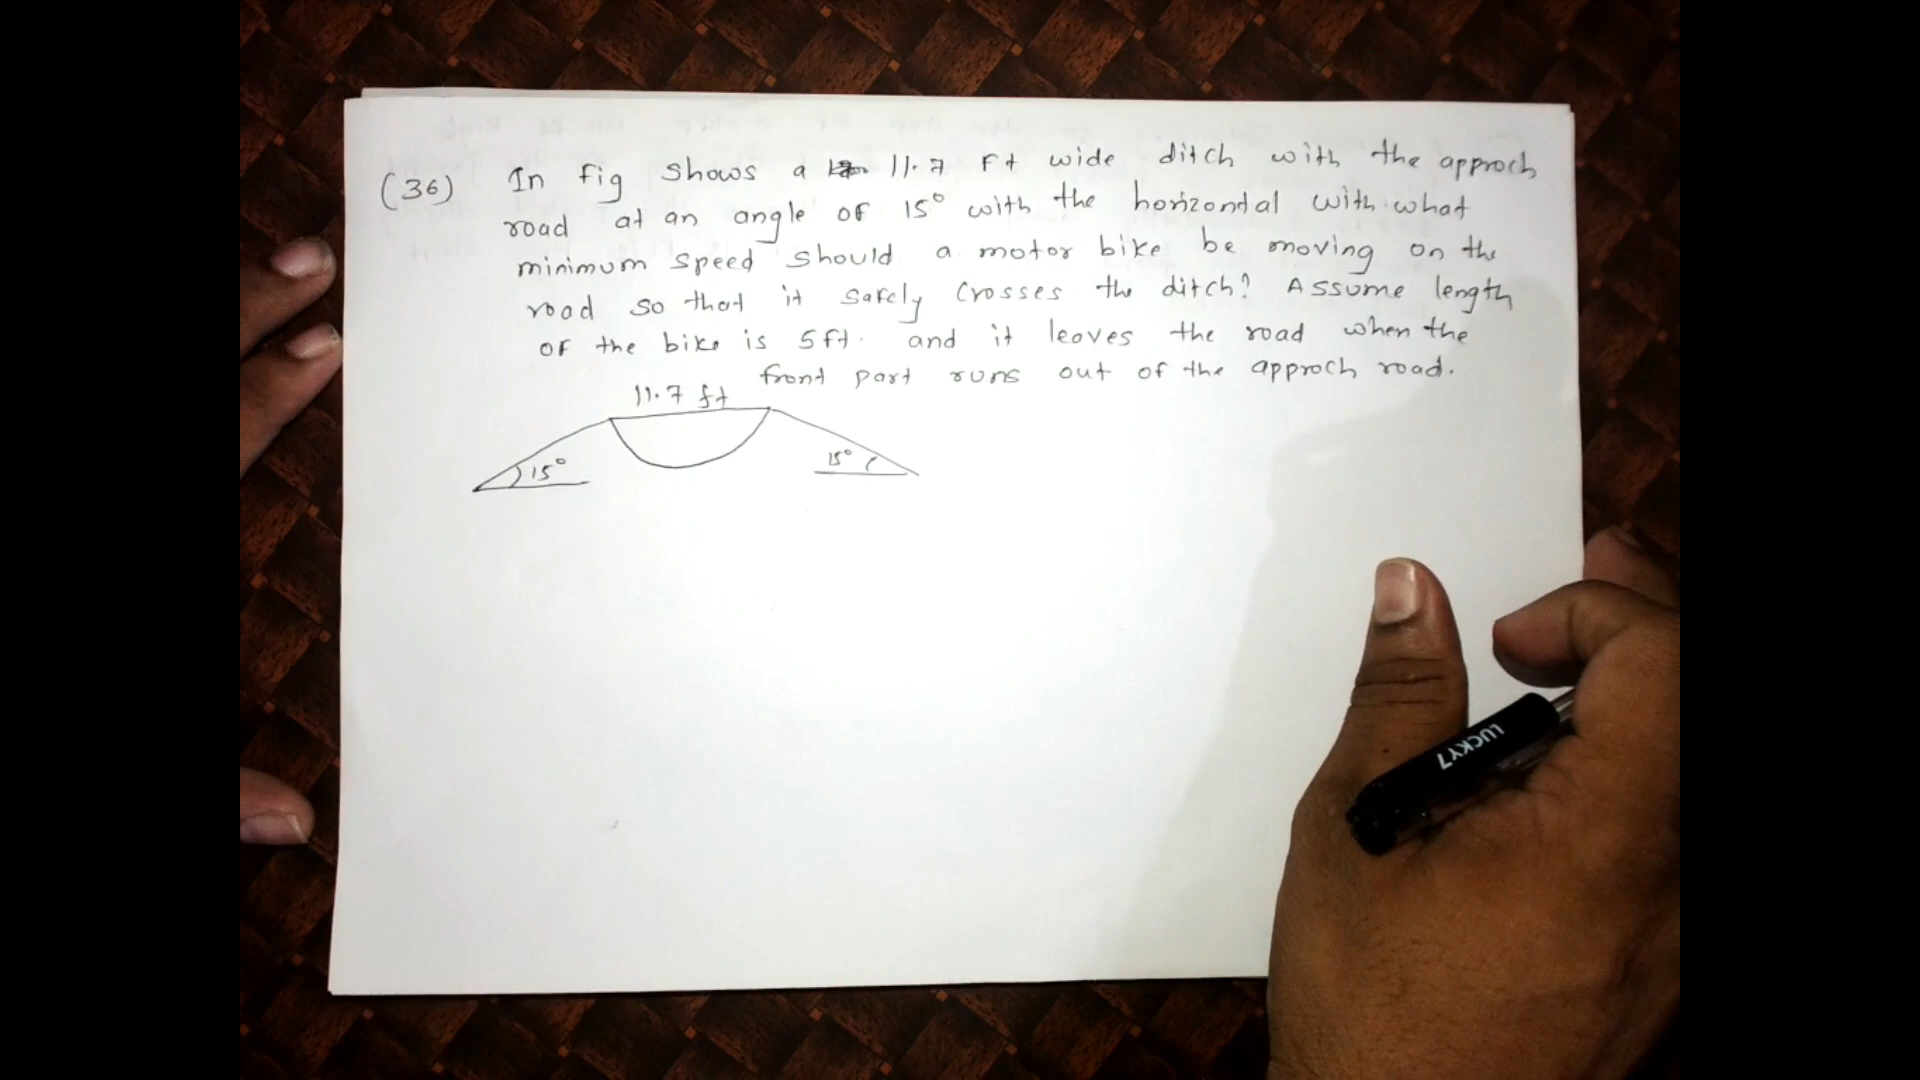 (36) In fig shows a 11.7 Ft wide ditch with the approch
road at an angle of 15° with the horizontal with what
minimum speed should a motor bike be moving on the
road so that it safely crosses the ditch? Assume length
of the bike is 5ft. and it leaves the road when the
front part runs out of the approch road.
11.7 ft
15°
15°
LUCKY7